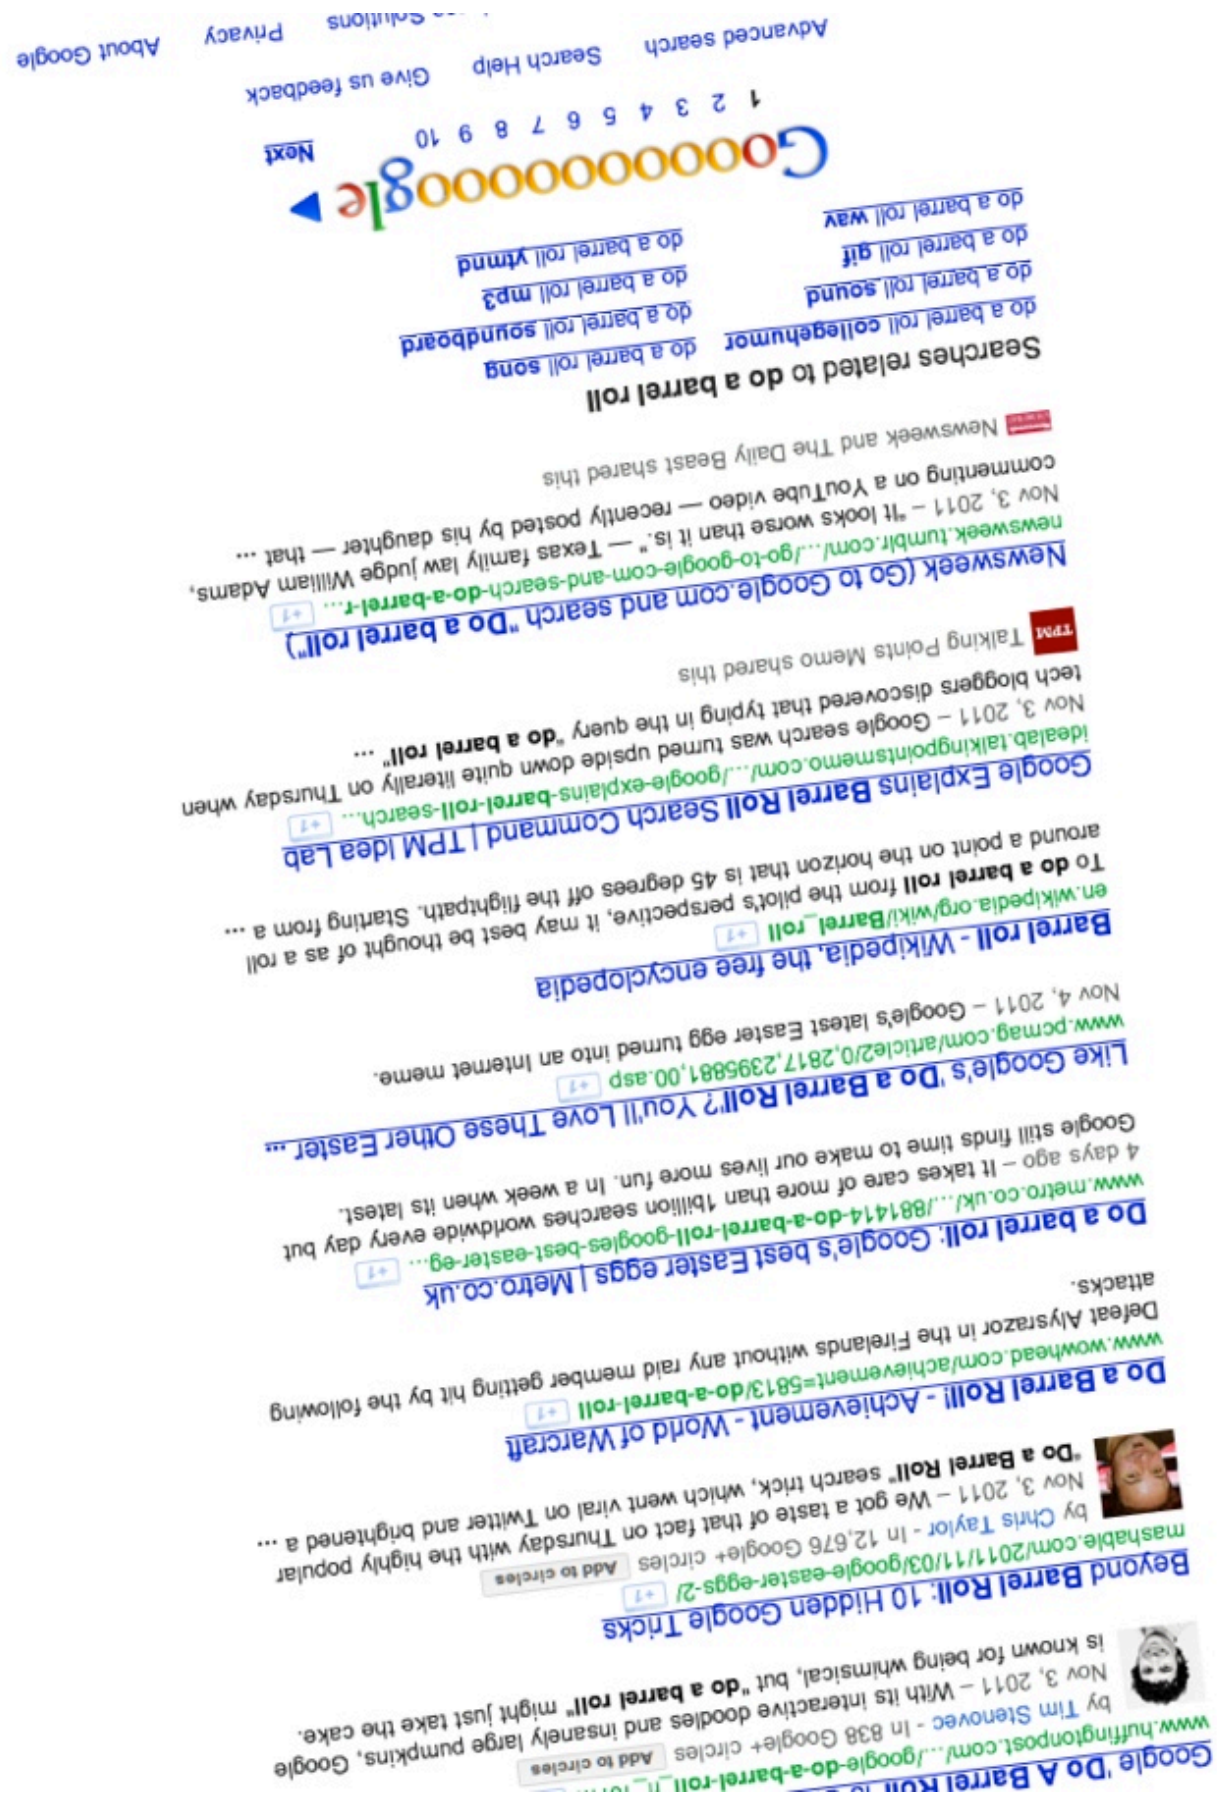 Google 'Do A Barrel Roll'
www.huffingtonpost.com/.../google-do-a-barrel-roll_n_
by Tim Stenovec - In 838 Google+ circles Add to circles
Nov 3, 2011 – With its interactive doodles and insanely large pumpkins, Google
is known for being whimsical, but "do a barrel roll" might just take the cake.
Beyond Barrel Roll: 10 Hidden Google Tricks
mashable.com/2011/11/03/google-easter-eggs-2/ +1
by Chris Taylor - In 12,676 Google+ circles Add to circles
Nov 3, 2011 – We got a taste of that fact on Thursday with the highly popular
"Do a Barrel Roll" search trick, which went viral on Twitter and brightened a ...
Do a Barrel Roll! - Achievement - World of Warcraft
www.wowhead.com/achievement=5813/do-a-barrel-roll +1
Defeat Alysrazor in the Firelands without any raid member getting hit by the following
attacks.
Do a barrel roll: Google's best Easter eggs | Metro.co.uk
www.metro.co.uk/.../881414-do-a-barrel-roll-googles-best-easter-eg... +1
4 days ago – It takes care of more than 1billion searches worldwide every day but
Google still finds time to make our lives more fun. In a week when its latest.
Like Google's 'Do a Barrel Roll'? You'll Love These Other Easter ...
www.pcmag.com/article2/0,2817,2395881,00.asp +1
Nov 4, 2011 – Google's latest Easter egg turned into an Internet meme.
Barrel roll - Wikipedia, the free encyclopedia
en.wikipedia.org/wiki/Barrel_roll +1
To do a barrel roll from the pilot's perspective, it may best be thought of as a roll
around a point on the horizon that is 45 degrees off the flightpath. Starting from a ...
Google Explains Barrel Roll Search Command | TPM Idea Lab
idealab.talkingpointsmemo.com/.../google-explains-barrel-roll-search... +1
Nov 3, 2011 – Google search was turned upside down quite literally on Thursday when
tech bloggers discovered that typing in the query "do a barrel roll" ...
TPM Talking Points Memo shared this
Newsweek (Go to Google.com and search "Do a barrel roll")
newsweek.tumblr.com/.../go-to-google-com-and-search-do-a-barrel-r... +1
Nov 3, 2011 – "It looks worse than it is." — Texas family law judge William Adams,
commenting on a YouTube video — recently posted by his daughter — that ...
Newsweek and The Daily Beast shared this
Searches related to do a barrel roll
do a barrel roll collegehumor do a barrel roll song
do a barrel roll sound do a barrel roll soundboard
do a barrel roll gif do a barrel roll mp3
do a barrel roll wav do a barrel roll ytmnd
Goooooooooogle
1 2 3 4 5 6 7 8 9 10 Next
Advanced search Search Help Give us feedback
Solutions Privacy About Google